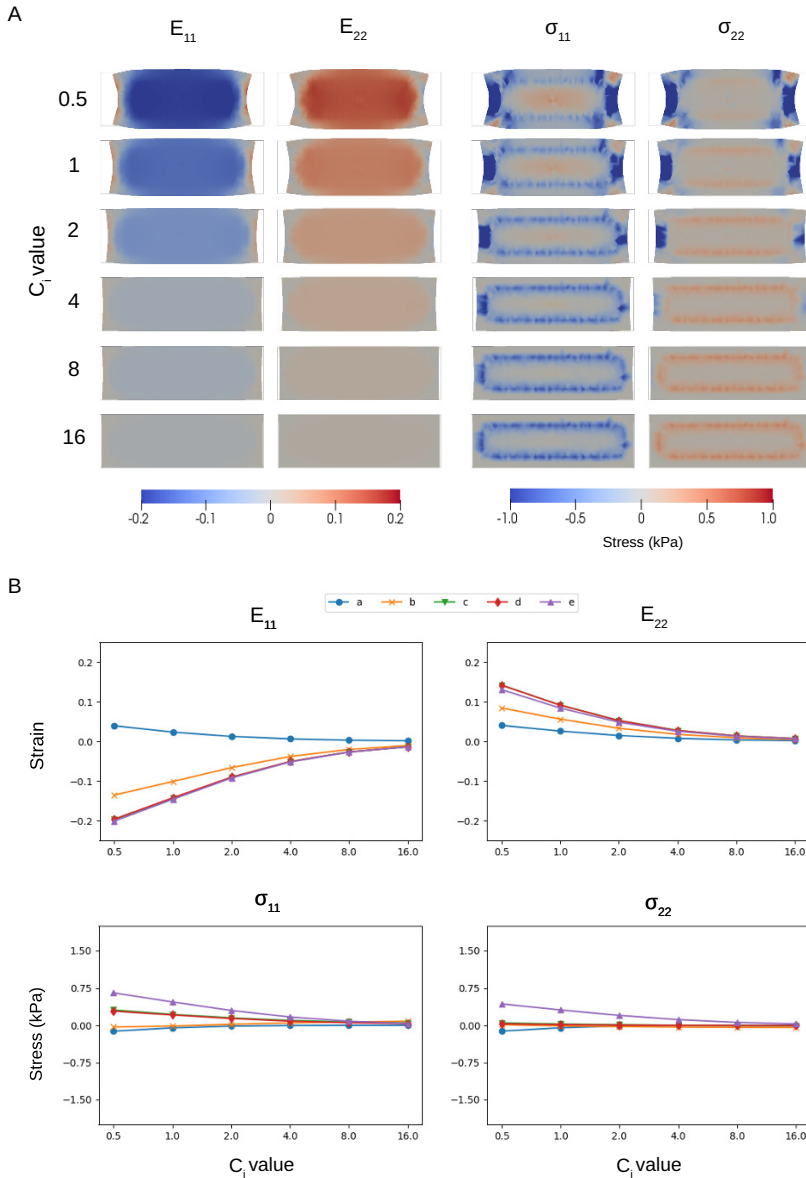 A
E11 E22 σ11 σ22
0.5
1
2
4
8
16
Ci value
-0.2 -0.1 0 0.1 0.2
-1.0 -0.5 0 0.5 1.0
Stress (kPa)
B
a b c d e
E11 E22
0.2
0.1
0.0
−0.1
−0.2
Strain
0.5 1.0 2.0 4.0 8.0 16.0
0.2
0.1
0.0
−0.1
−0.2
0.5 1.0 2.0 4.0 8.0 16.0
σ11 σ22
1.50
0.75
0.00
−0.75
−1.50
Stress (kPa)
0.5 1.0 2.0 4.0 8.0 16.0
Ci value
1.50
0.75
0.00
−0.75
−1.50
0.5 1.0 2.0 4.0 8.0 16.0
Ci value